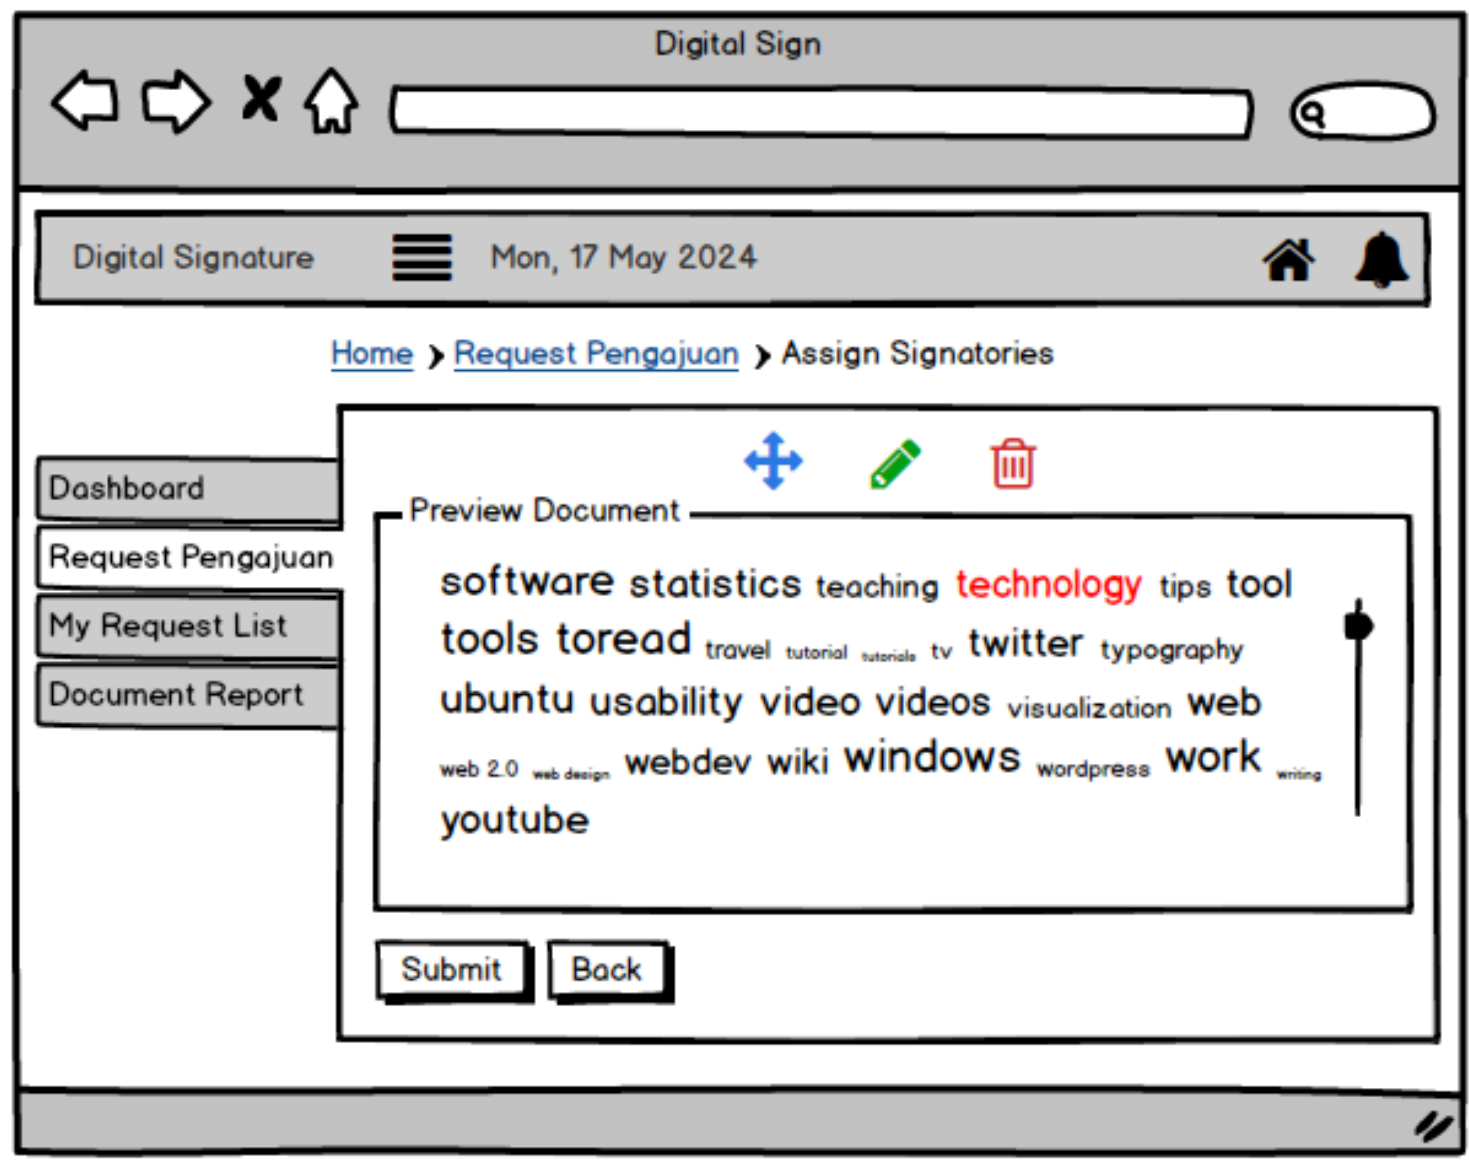 Digital Sign
Digital Signature Mon, 17 May 2024
Home > Request Pengajuan > Assign Signatories
Dashboard
Request Pengajuan
My Request List
Document Report
Preview Document
software statistics teaching technology tips tool
tools toread travel tutorial tutorials tv twitter typography
ubuntu usability video videos visualization web
web 2.0 web design webdev wiki windows wordpress work writing
youtube
Submit Back